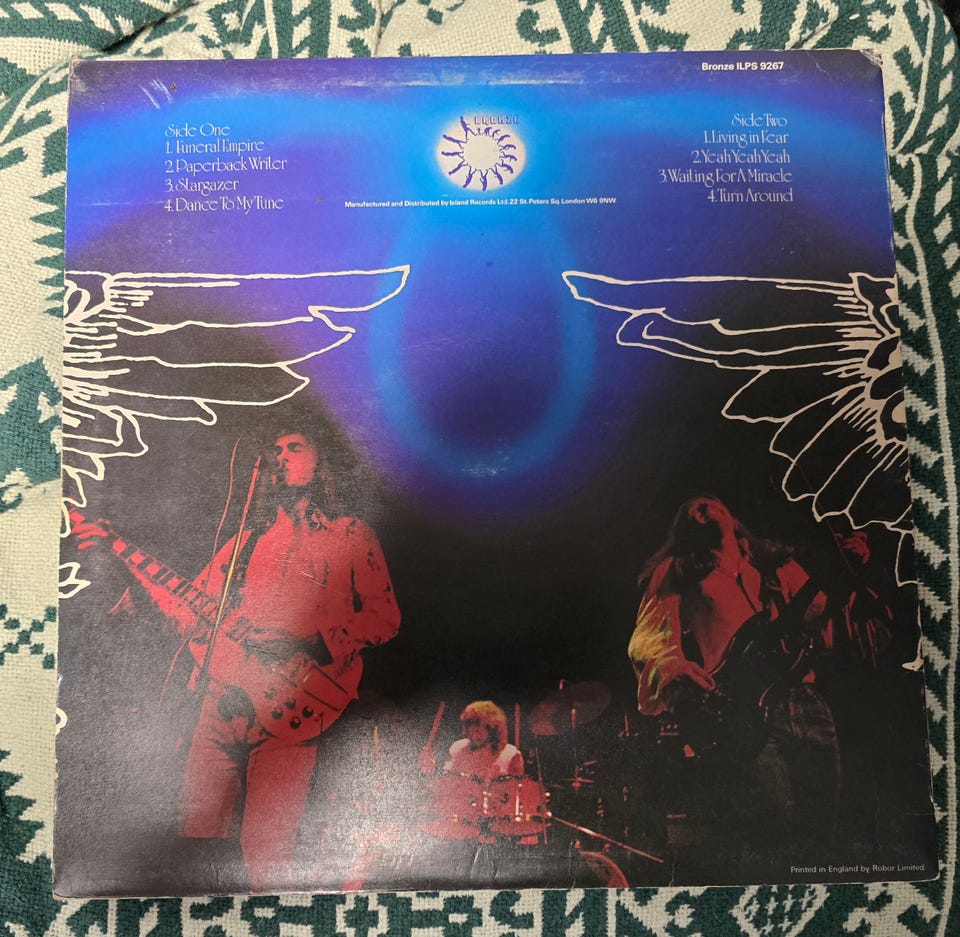 Bronze ILPS 9267
BRONZE
Side One
1. Funeral Empire
2. Paperback Writer
3. Stargazer
4. Dance To My Tune
Side Two
1. Living in Fear
2. Yeah Yeah Yeah
3. Waiting For A Miracle
4. Turn Around
Manufactured and Distributed by Island Records Ltd. 22 St. Peters Sq. London W6 9NW
Printed in England by Robor Limited